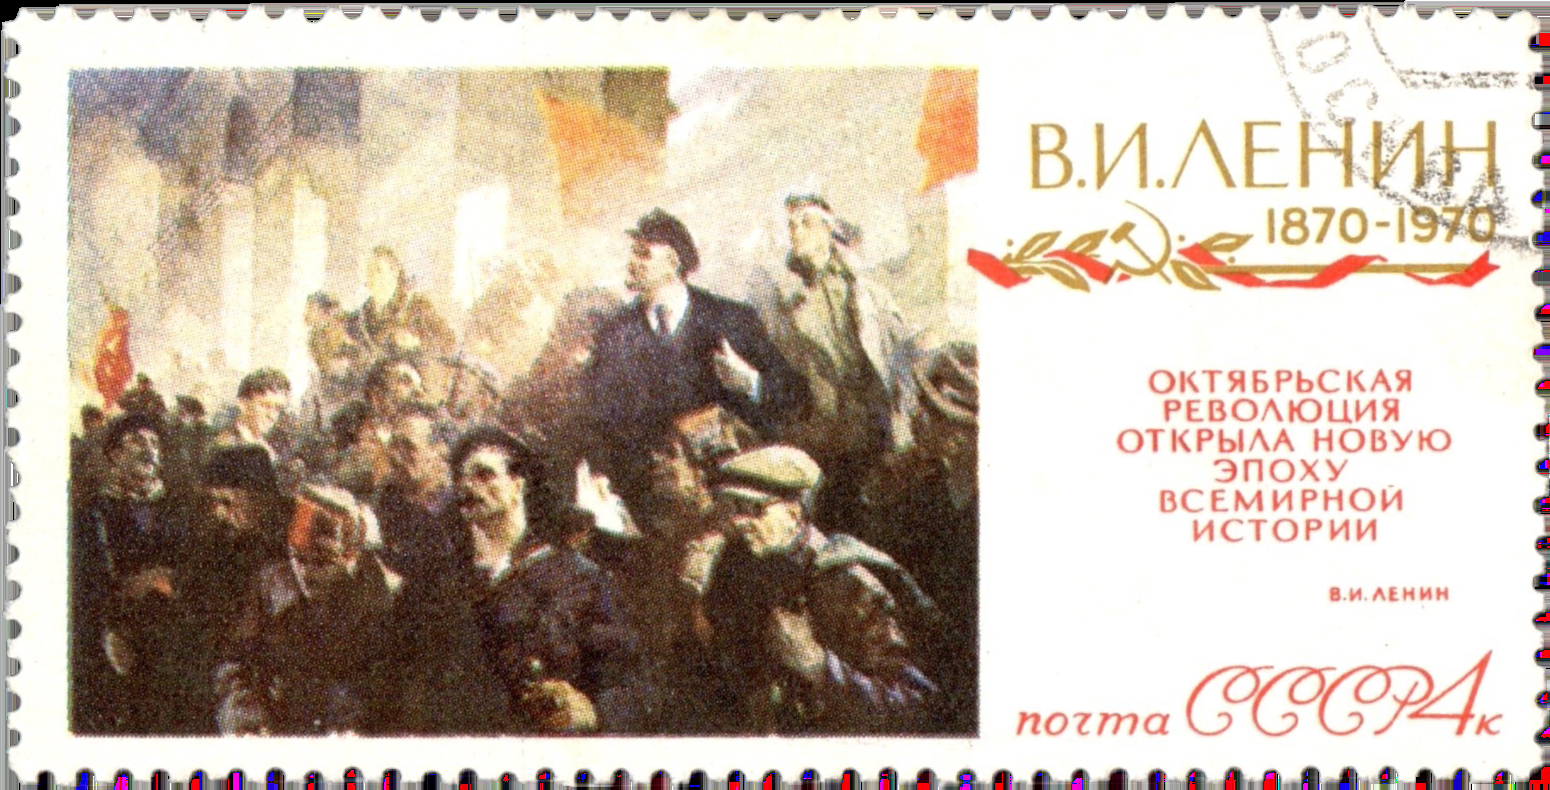 В.И.ЛЕНИН
1870-1970
ОКТЯБРЬСКАЯ
РЕВОЛЮЦИЯ
ОТКРЫЛА НОВУЮ
ЭПОХУ
ВСЕМИРНОЙ
ИСТОРИИ
В.И.ЛЕНИН
почта СССР 4к